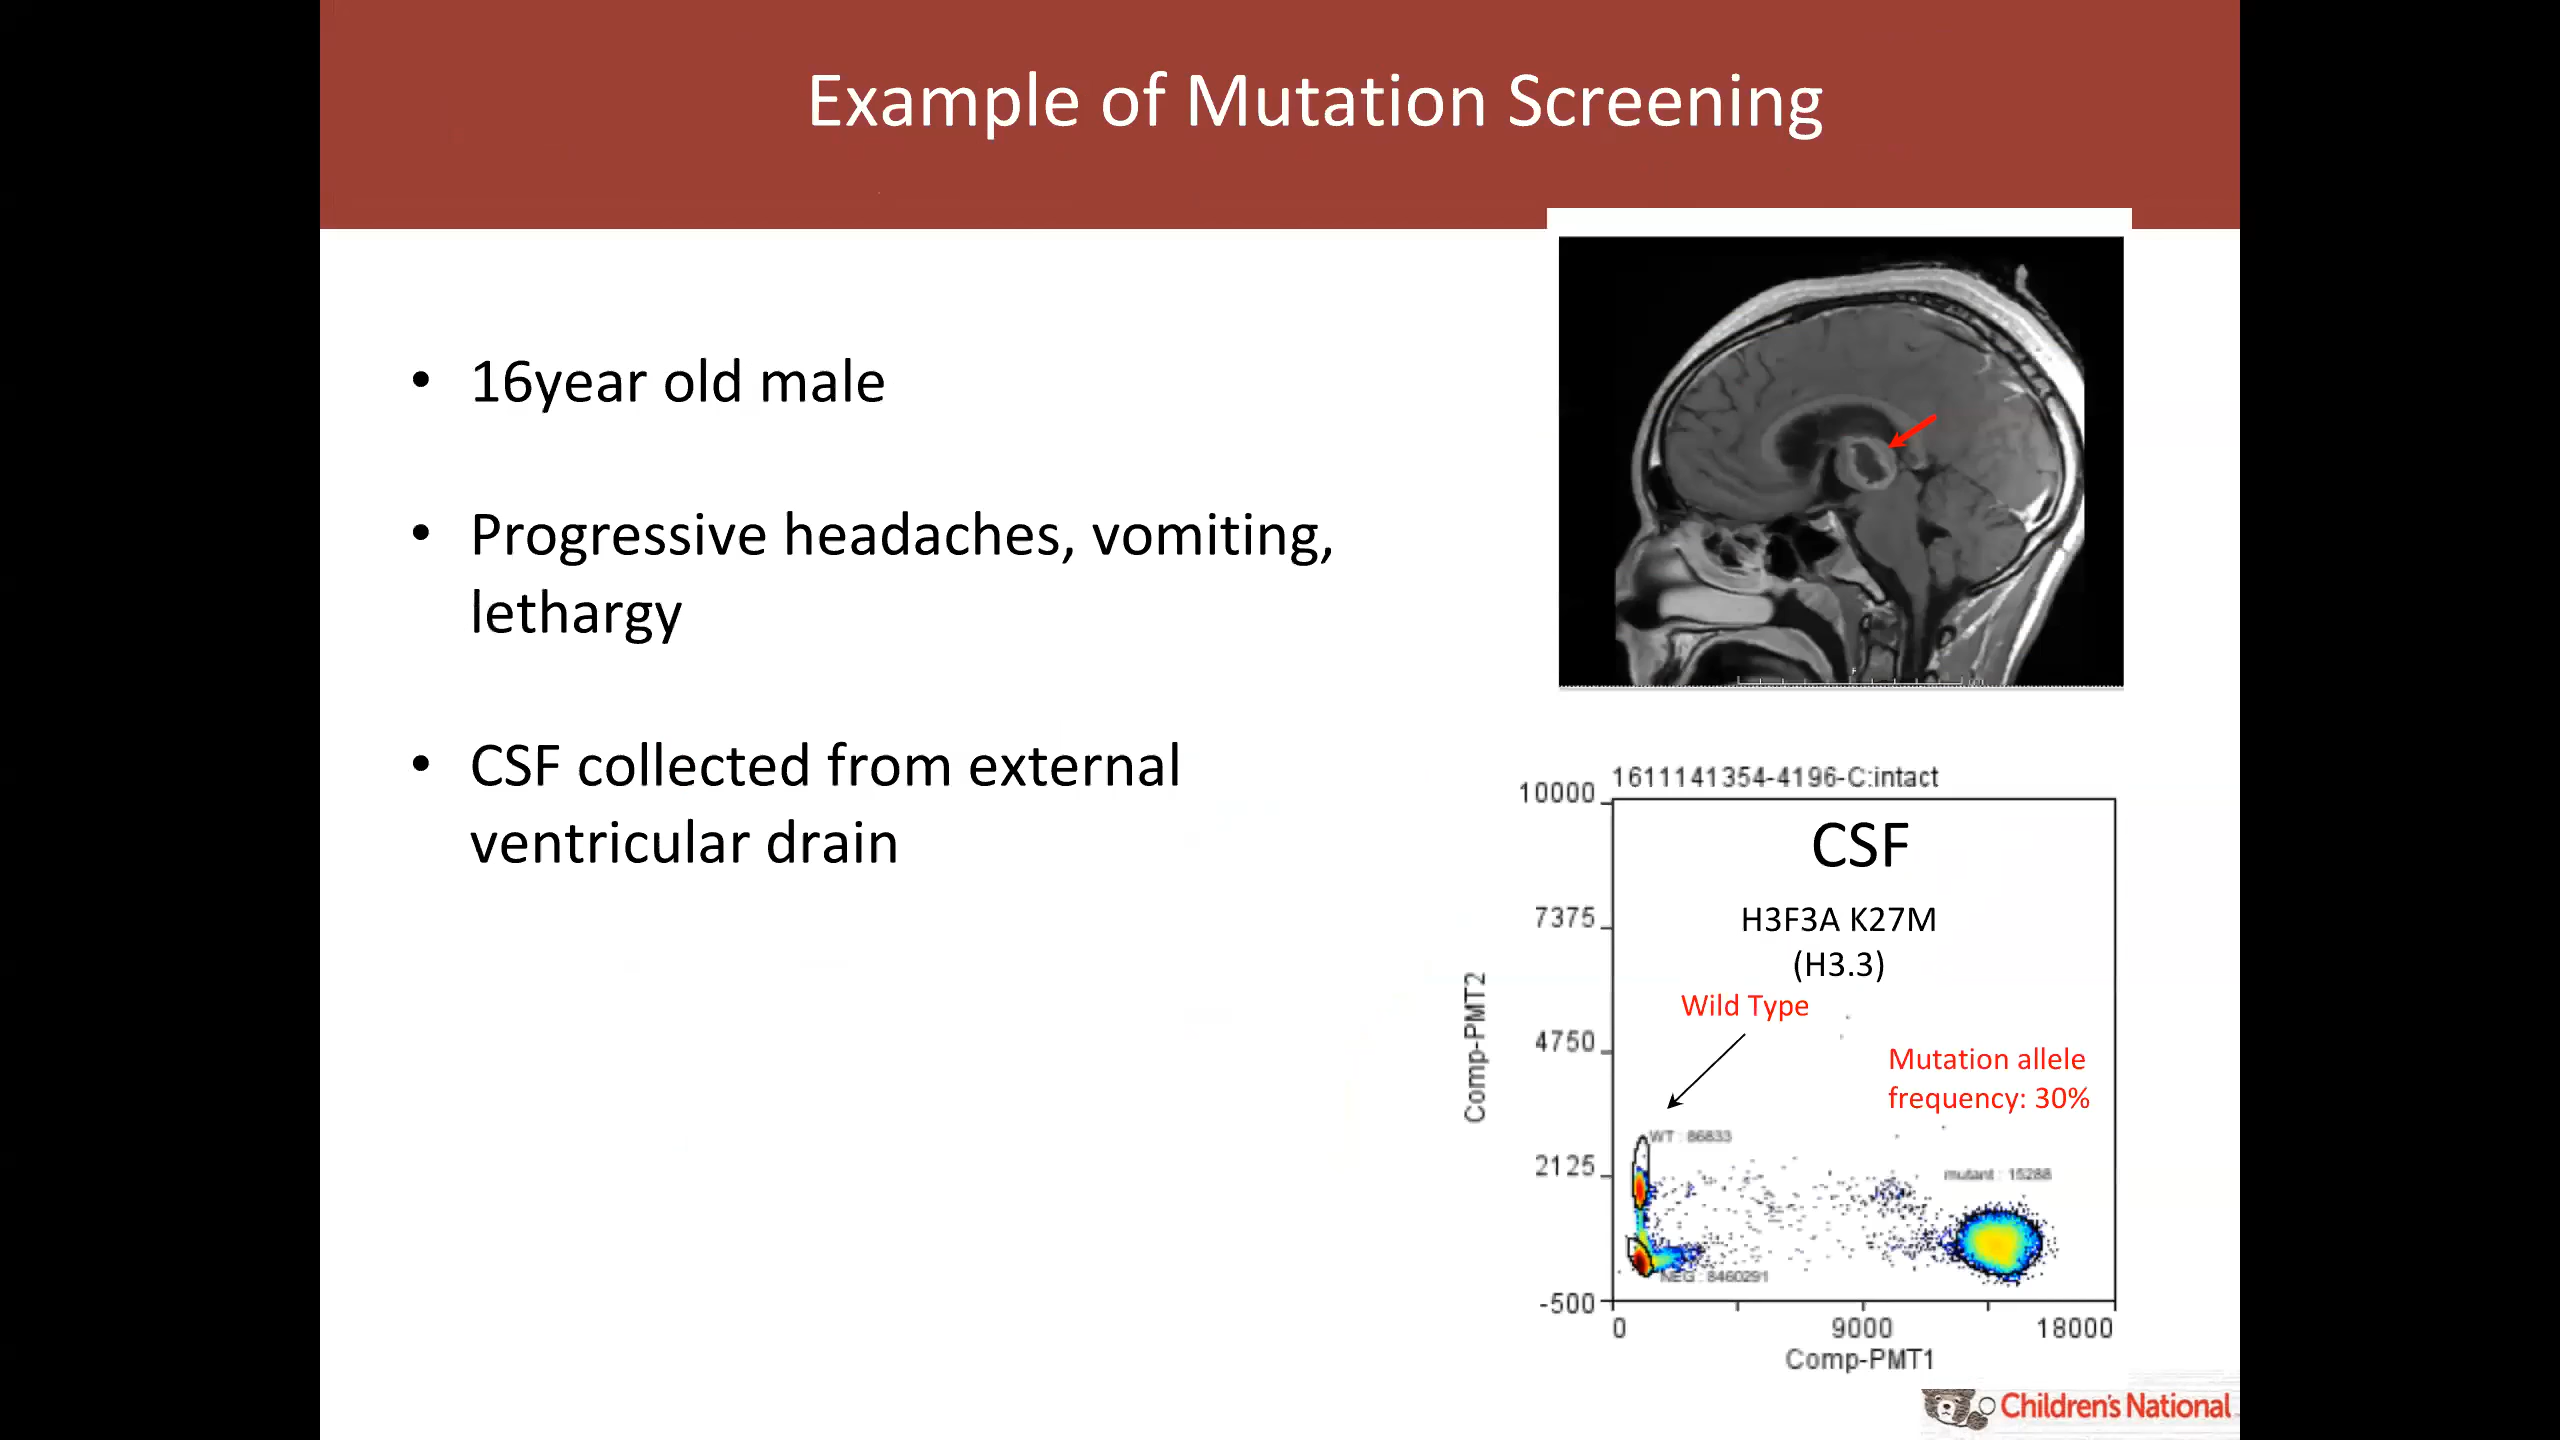 Example of Mutation Screening
• 16year old male
• Progressive headaches, vomiting,
lethargy
• CSF collected from external
ventricular drain
1611141354-4196-C:intact
10000
7375
4750
2125
-500
Comp-PMT2
CSF
H3F3A K27M
(H3.3)
Wild Type
Mutation allele
frequency: 30%
WT : 86833
mutant : 15288
NEG : 8460291
0 9000 18000
Comp-PMT1
Children's National